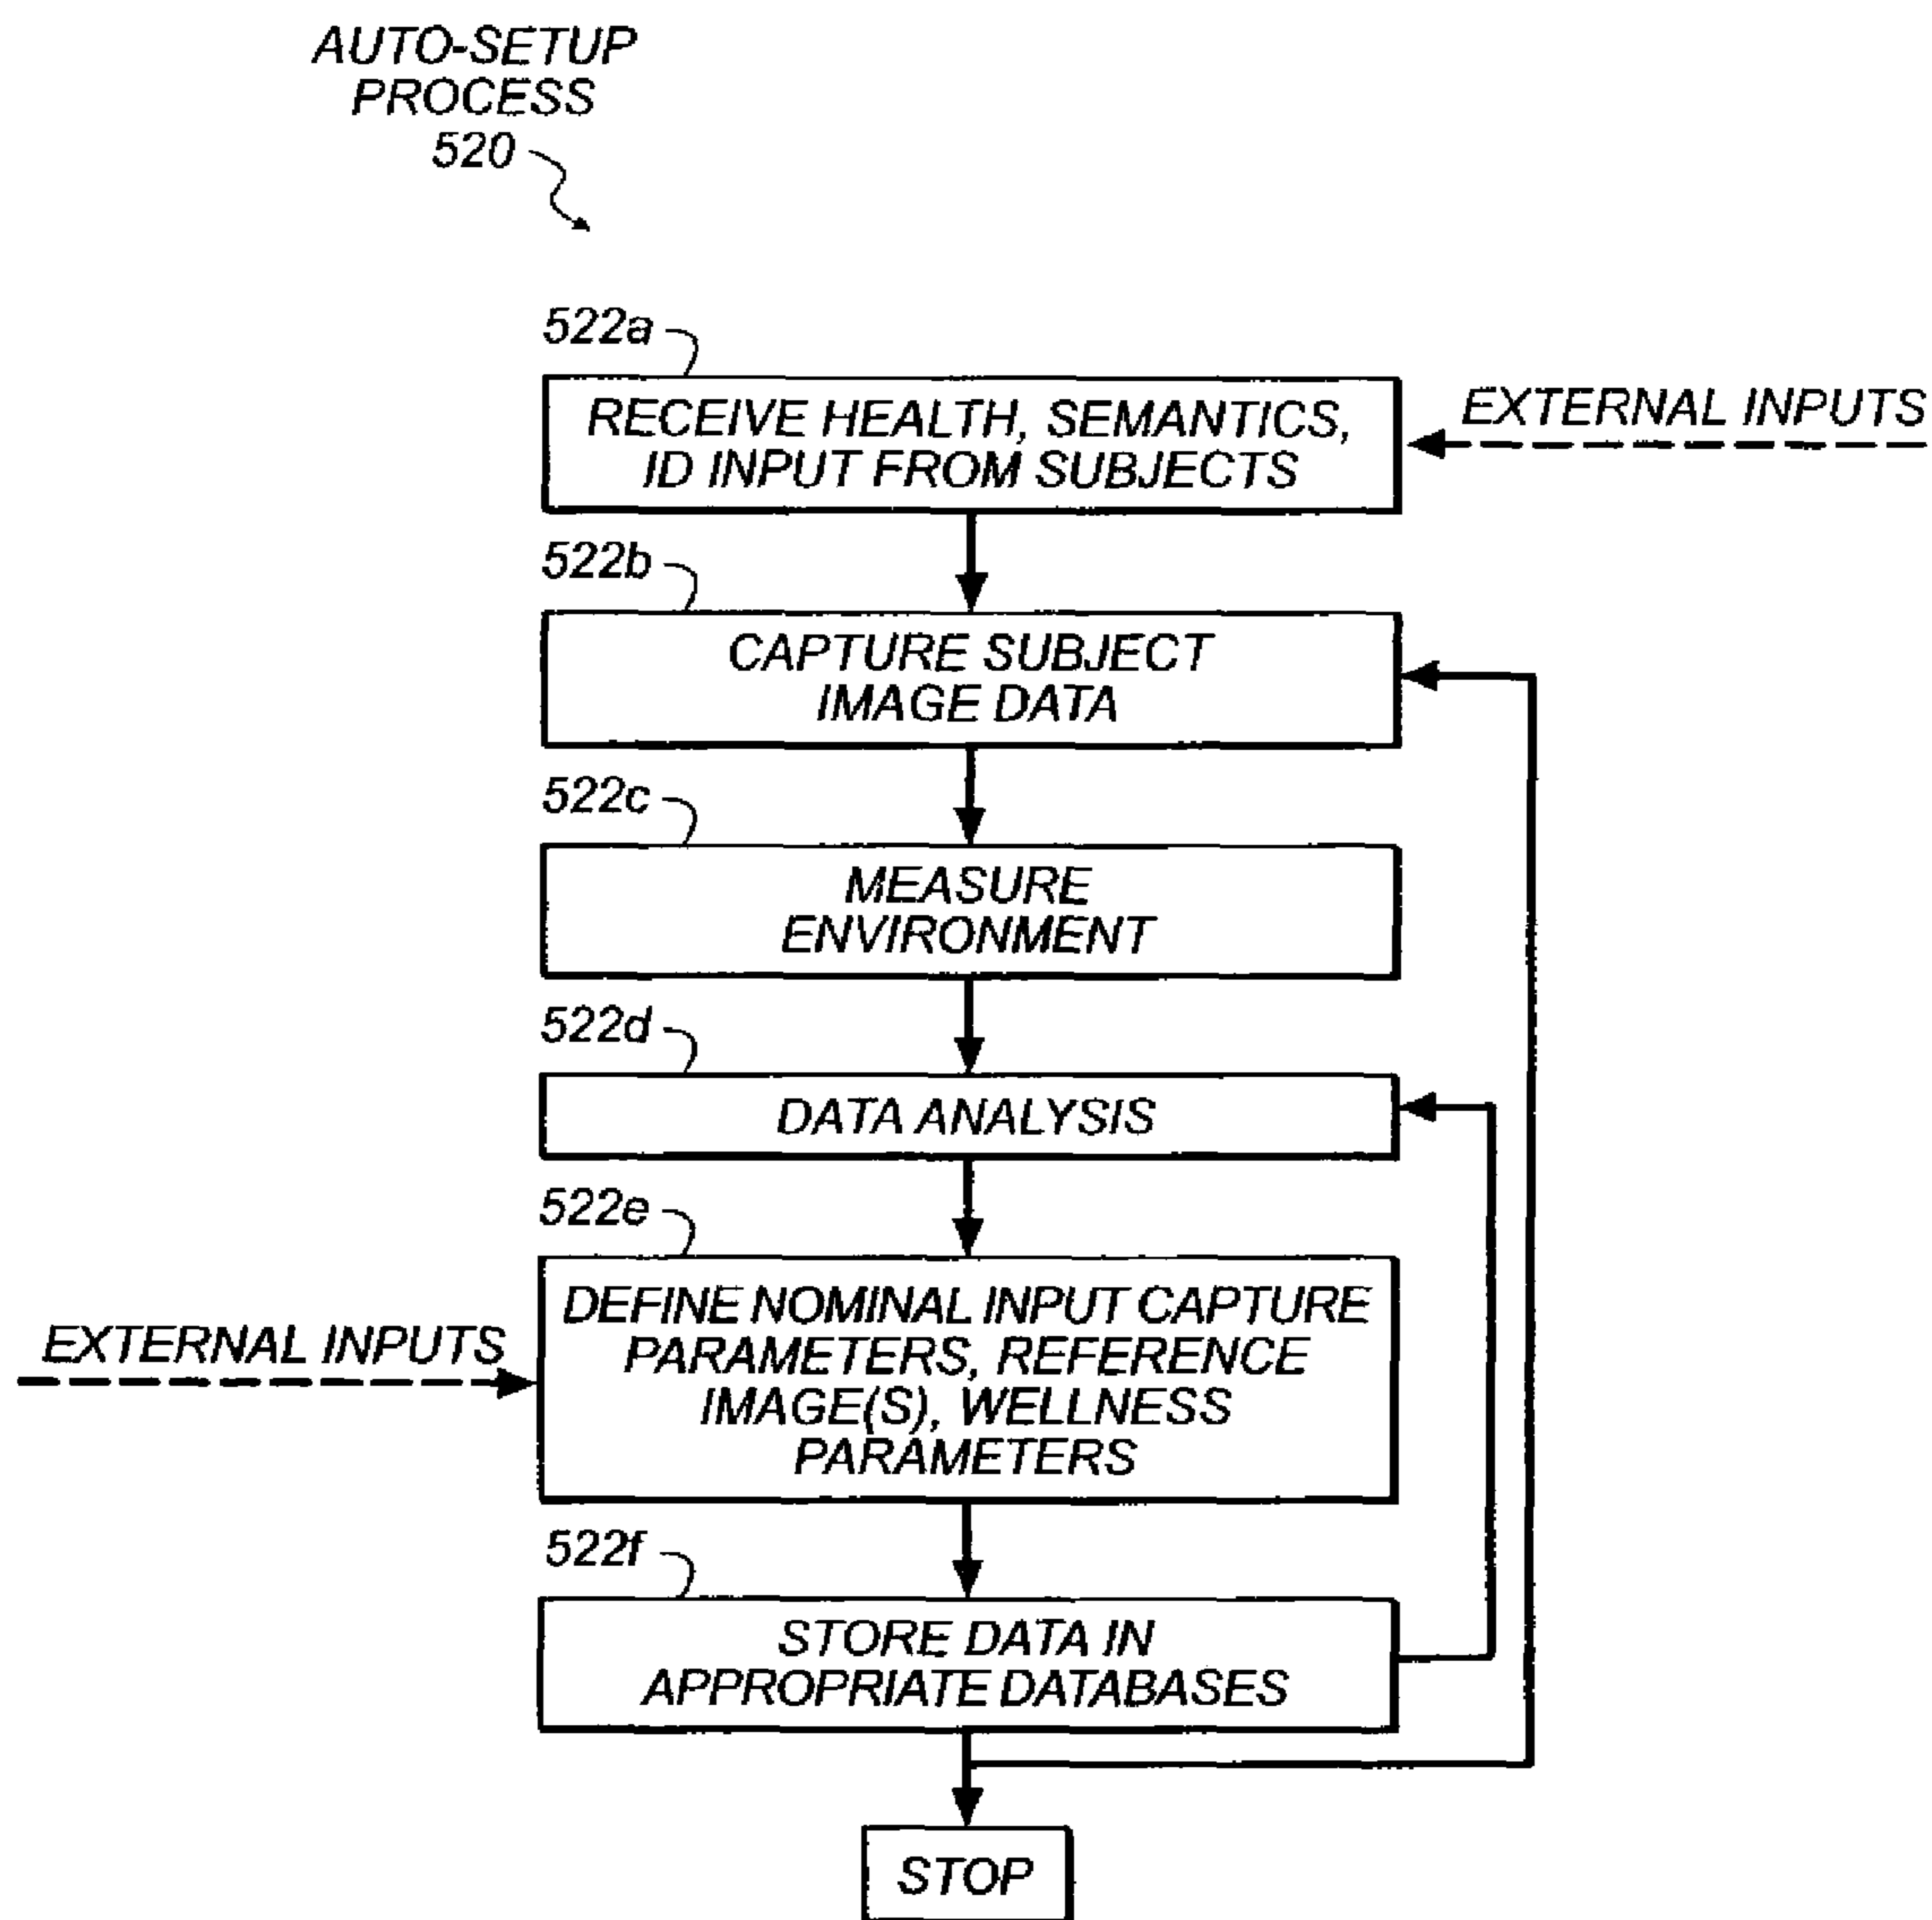 AUTO-SETUP
PROCESS
520
522a
RECEIVE HEALTH, SEMANTICS,
ID INPUT FROM SUBJECTS
EXTERNAL INPUTS
522b
CAPTURE SUBJECT
IMAGE DATA
522c
MEASURE
ENVIRONMENT
522d
DATA ANALYSIS
522e
DEFINE NOMINAL INPUT CAPTURE
PARAMETERS, REFERENCE
IMAGE(S), WELLNESS
PARAMETERS
EXTERNAL INPUTS
522f
STORE DATA IN
APPROPRIATE DATABASES
STOP